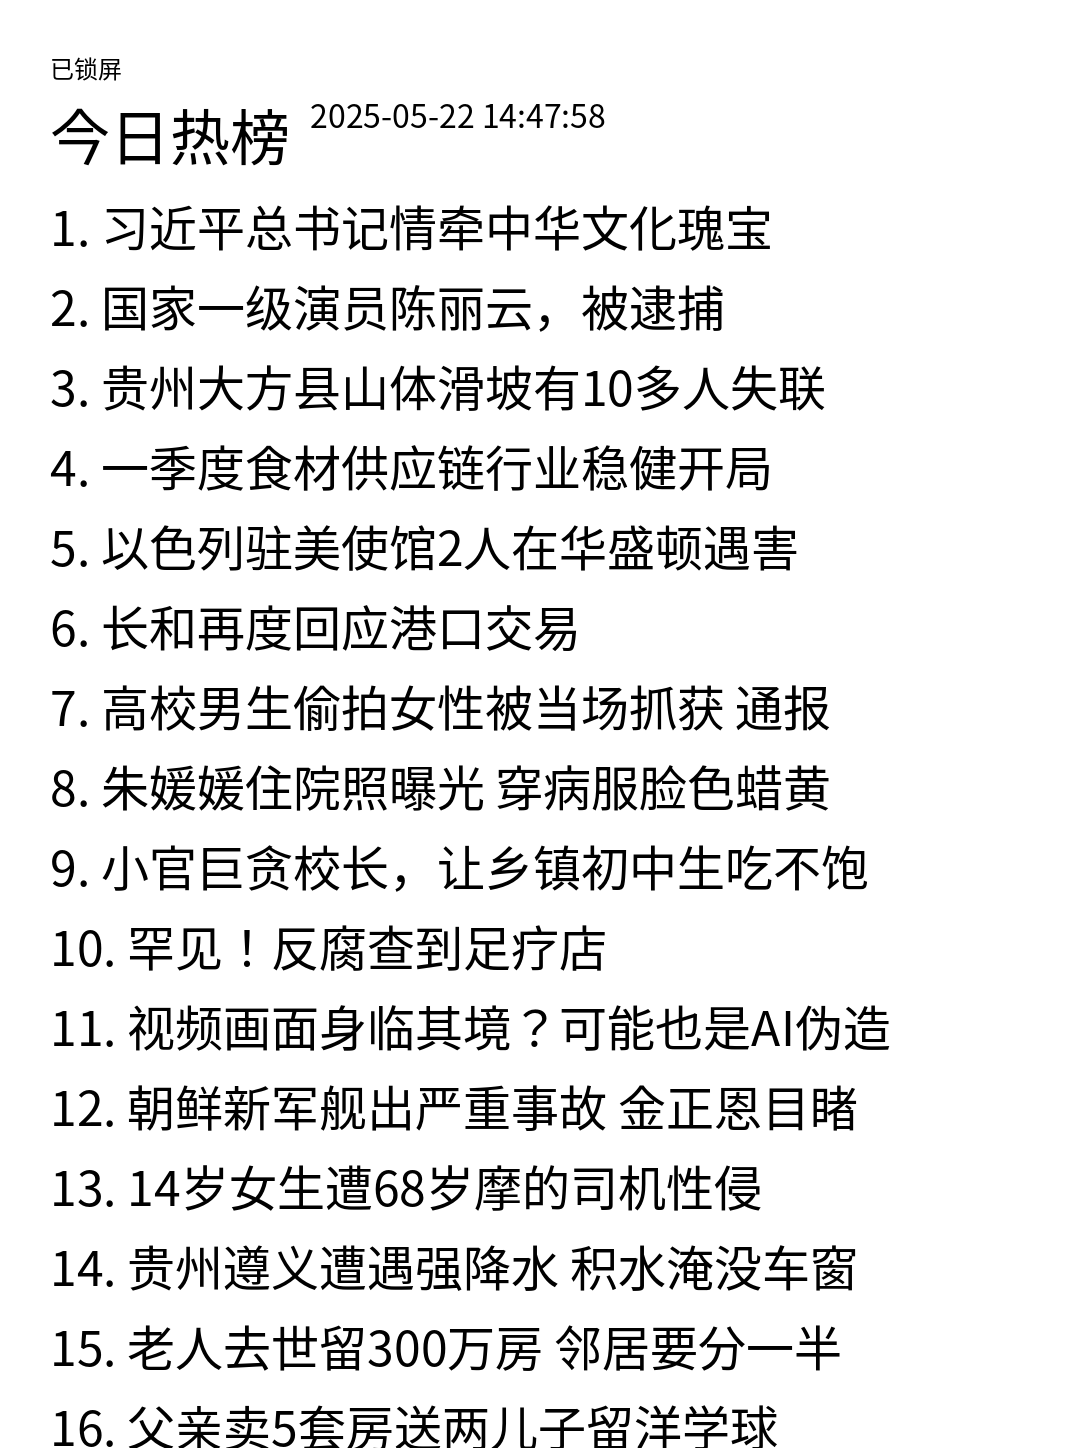 已锁屏
今日热榜 2025-05-22 14:47:58
1. 习近平总书记情牵中华文化瑰宝
2. 国家一级演员陈丽云，被逮捕
3. 贵州大方县山体滑坡有10多人失联
4. 一季度食材供应链行业稳健开局
5. 以色列驻美使馆2人在华盛顿遇害
6. 长和再度回应港口交易
7. 高校男生偷拍女性被当场抓获 通报
8. 朱媛媛住院照曝光 穿病服脸色蜡黄
9. 小官巨贪校长，让乡镇初中生吃不饱
10. 罕见！反腐查到足疗店
11. 视频画面身临其境？可能也是AI伪造
12. 朝鲜新军舰出严重事故 金正恩目睹
13. 14岁女生遭68岁摩的司机性侵
14. 贵州遵义遭遇强降水 积水淹没车窗
15. 老人去世留300万房 邻居要分一半
16. 父亲卖5套房送两儿子留洋学球